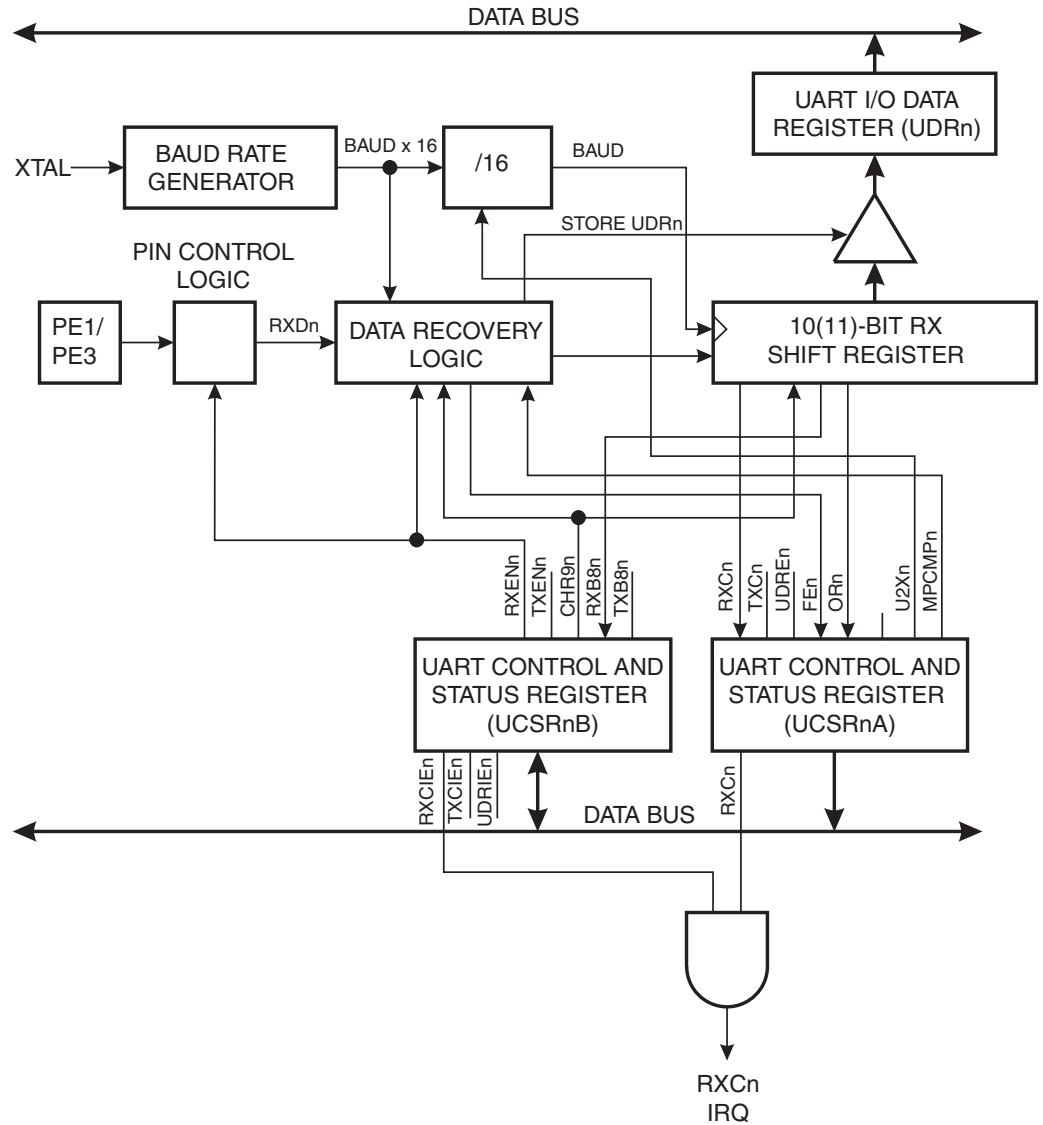 DATA BUS
UART I/O DATA
REGISTER (UDRn)
XTAL
BAUD RATE
GENERATOR
BAUD x 16
/16
BAUD
STORE UDRn
PIN CONTROL
LOGIC
PE1/
PE3
RXDn
DATA RECOVERY
LOGIC
10(11)-BIT RX
SHIFT REGISTER
RXENn
TXENn
CHR9n
RXB8n
TXB8n
RXCn
TXCn
UDREn
FEn
ORn
U2Xn
MPCMPn
UART CONTROL AND
STATUS REGISTER
(UCSRnB)
UART CONTROL AND
STATUS REGISTER
(UCSRnA)
RXCIEn
TXCIEn
UDRIEn
RXCn
DATA BUS
RXCn
IRQ